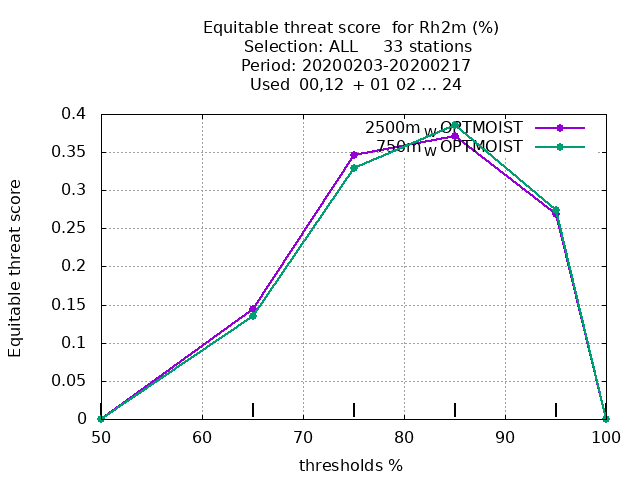 Equitable threat score  for Rh2m (%)
Selection: ALL     33 stations
Period: 20200203-20200217
Used  00,12  + 01 02 ... 24
2500m W OPTMOIST
750m W OPTMOIST
0.4
0.35
0.3
0.25
0.2
0.15
0.1
0.05
0
Equitable threat score
50 60 70 80 90 100
thresholds %